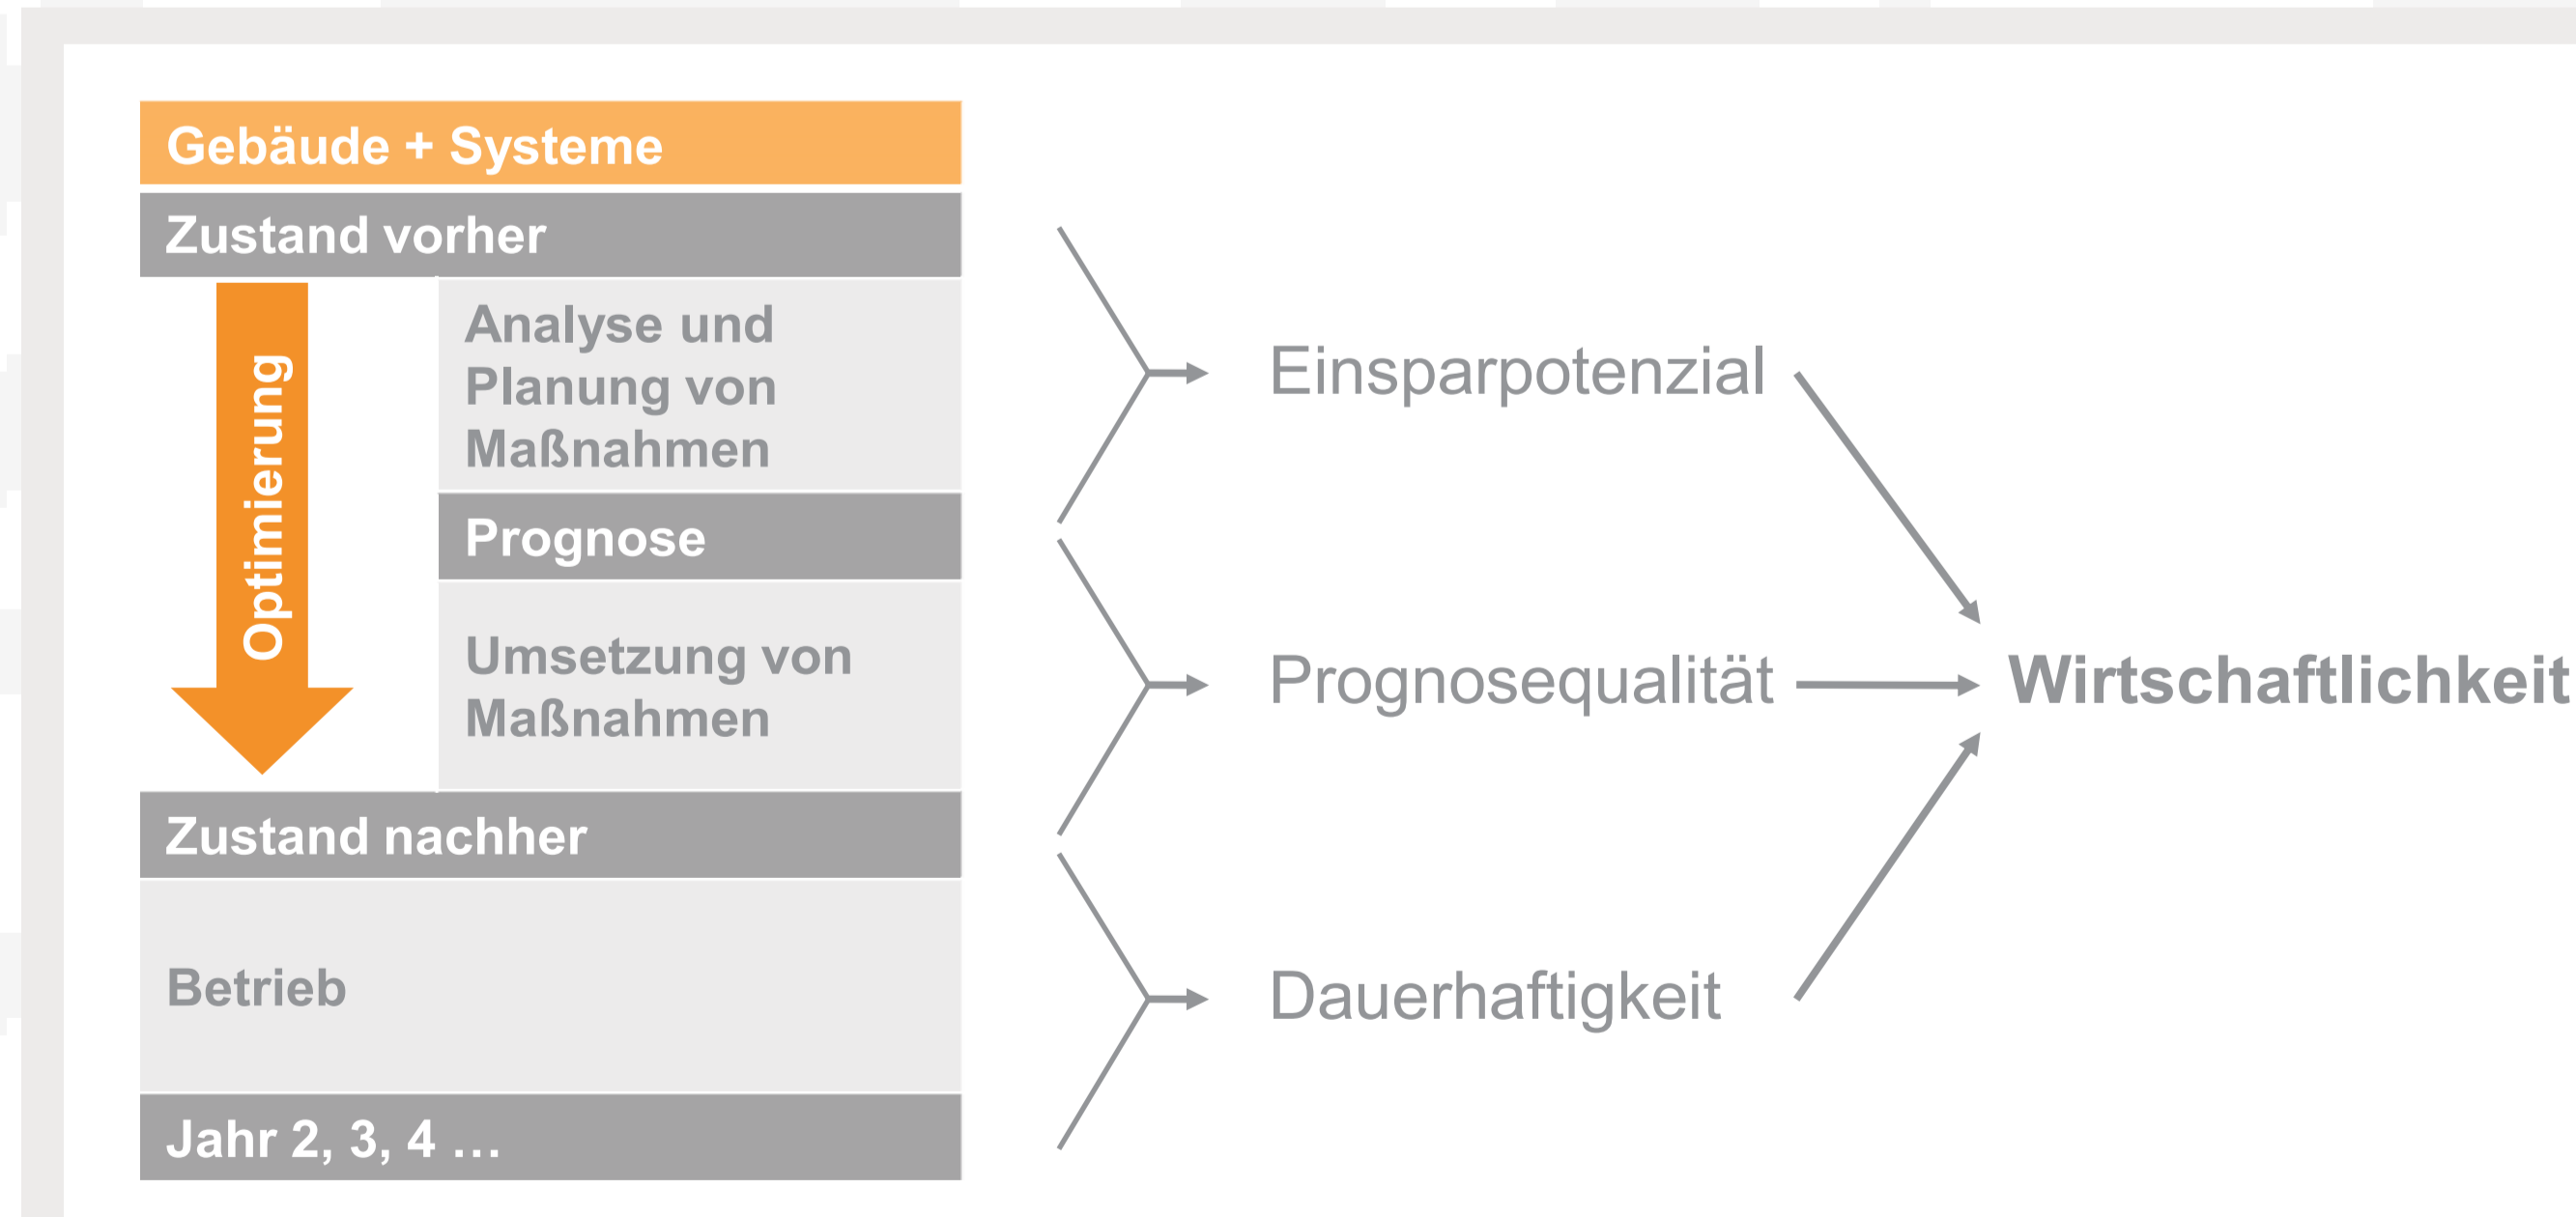 Gebäude + Systeme
Zustand vorher
Optimierung
Analyse und
Planung von
Maßnahmen
Prognose
Umsetzung von
Maßnahmen
Zustand nachher
Betrieb
Jahr 2, 3, 4 ...
Einsparpotenzial
Prognosequalität
Dauerhaftigkeit
Wirtschaftlichkeit